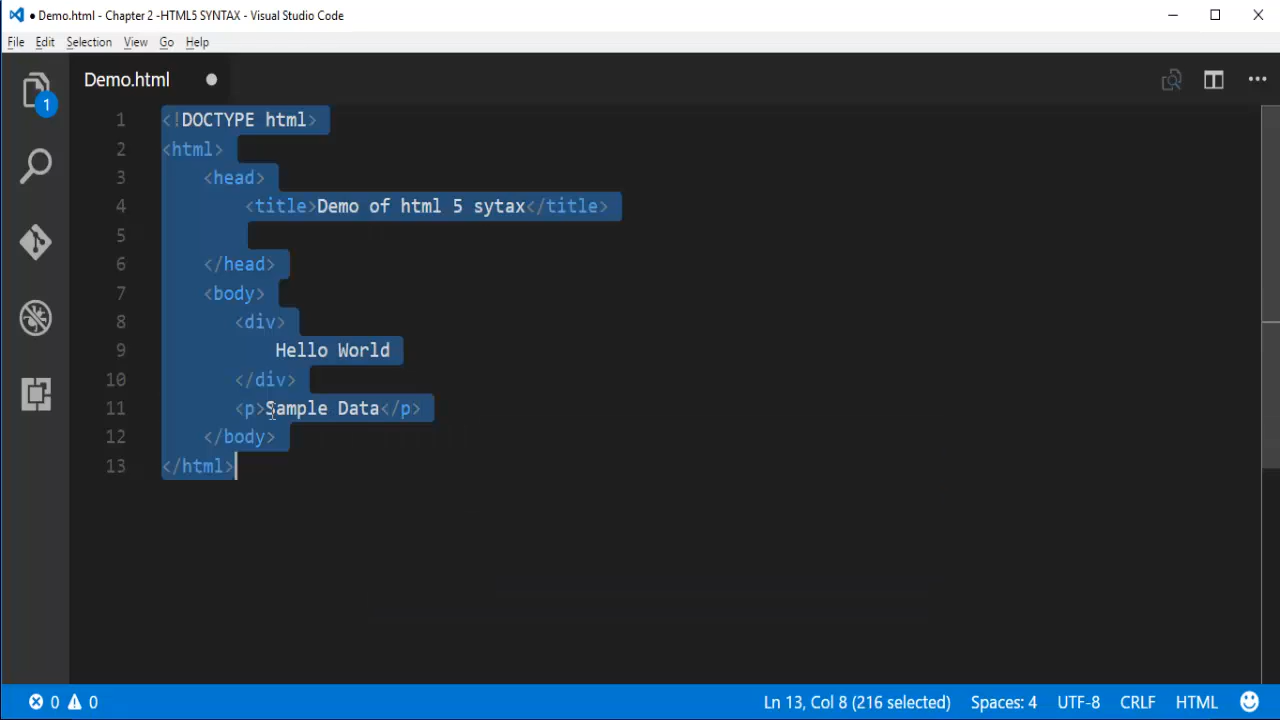 ● Demo.html - Chapter 2 -HTML5 SYNTAX - Visual Studio Code
File Edit Selection View Go Help
1
Demo.html ●
1 <!DOCTYPE html>
2 <html>
3 <head>
4 <title>Demo of html 5 sytax</title>
5
6 </head>
7 <body>
8 <div>
9 Hello World
10 </div>
11 <p>Sample Data</p>
12 </body>
13 </html>
0 0 Ln 13, Col 8 (216 selected) Spaces: 4 UTF-8 CRLF HTML